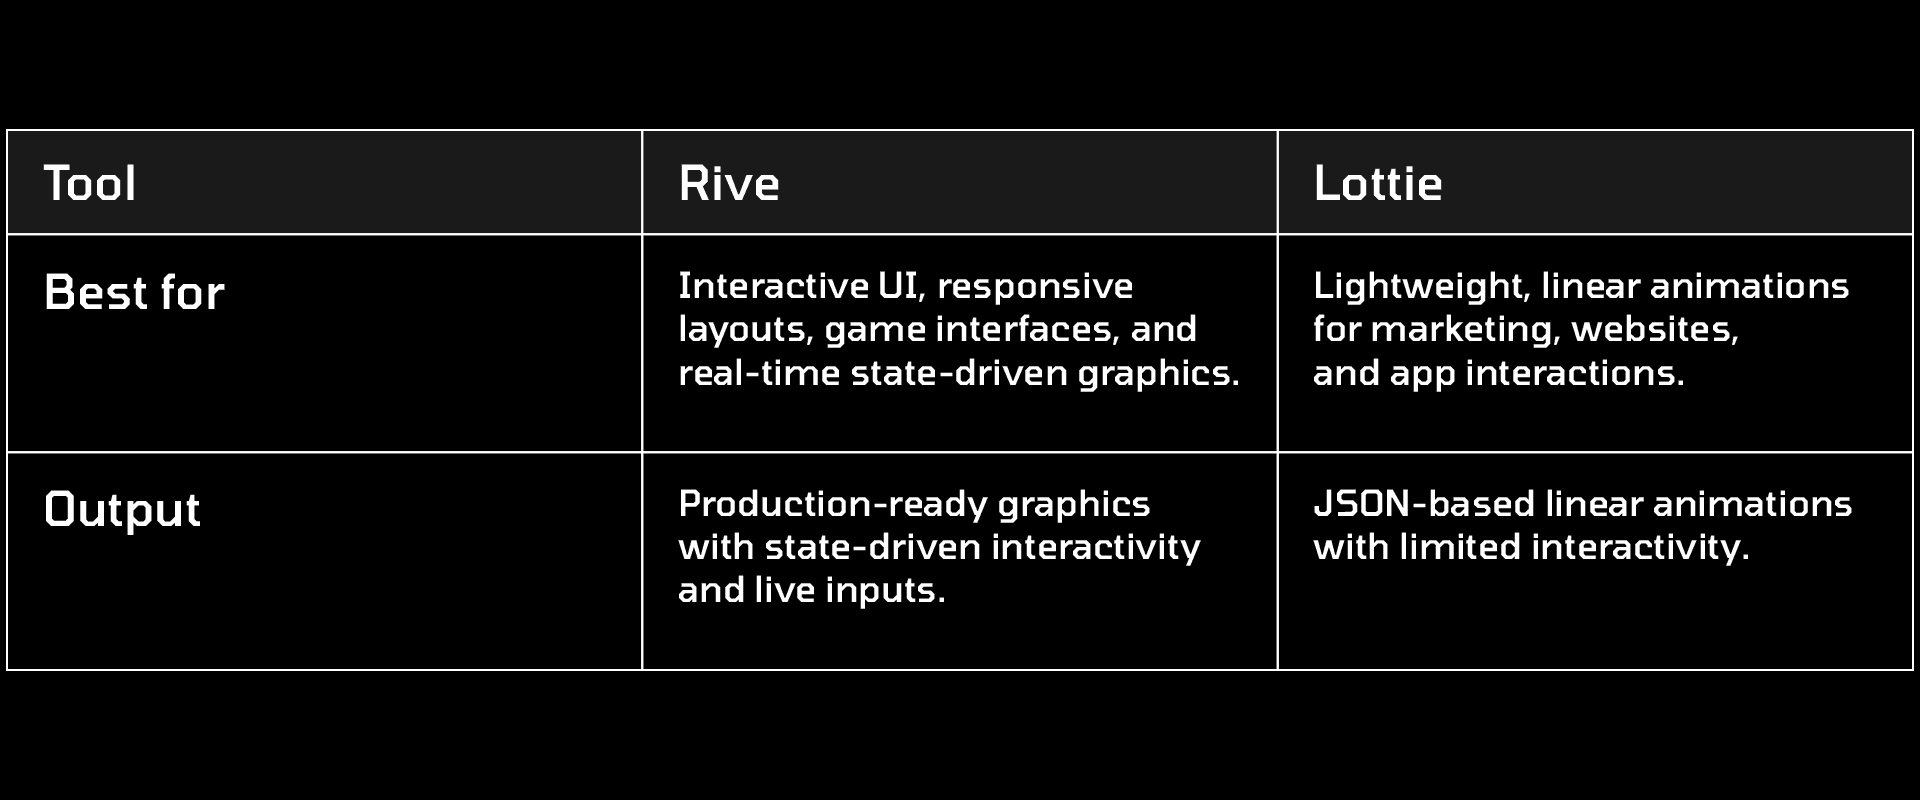 Tool
Rive
Lottie
Best for
Interactive UI, responsive
layouts, game interfaces, and
real-time state-driven graphics.
Lightweight, linear animations
for marketing, websites,
and app interactions.
Output
Production-ready graphics
with state-driven interactivity
and live inputs.
JSON-based linear animations
with limited interactivity.